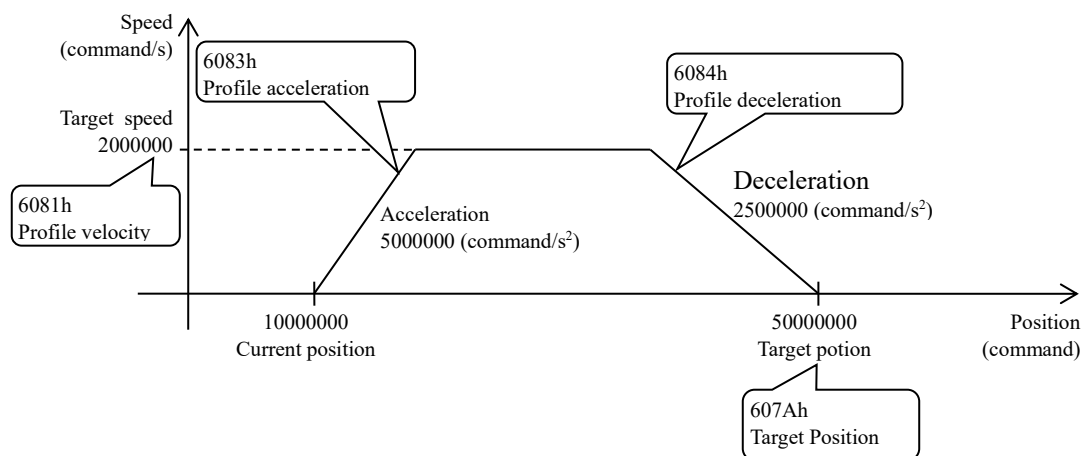 Speed
(command/s)
6083h
Profile acceleration
6084h
Profile deceleration
Target speed
2000000
6081h
Profile velocity
Acceleration
5000000 (command/s²)
Deceleration
2500000 (command/s²)
10000000
Current position
50000000
Target potion
Position
(command)
607Ah
Target Position